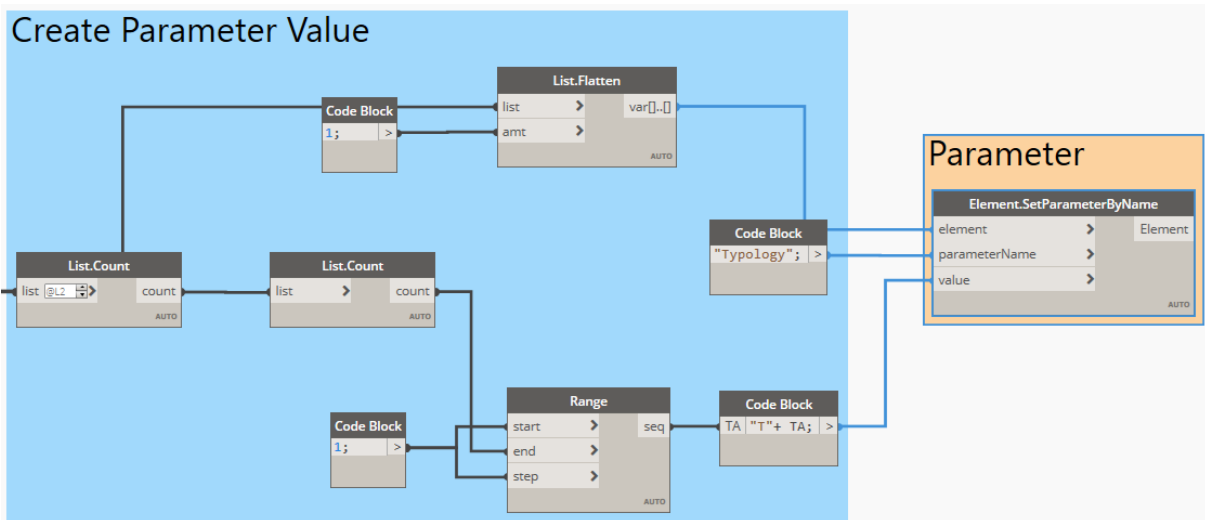 Create Parameter Value
List.Flatten
list > var[]..[]
amt >
AUTO
Code Block
1; >
Parameter
Element.SetParameterByName
element > Element
parameterName >
value >
AUTO
Code Block
"Typology"; >
List.Count
list @L2 > count
AUTO
List.Count
list > count
AUTO
Range
start > seq
end >
step >
AUTO
Code Block
1; >
Code Block
TA "T"+ TA; >